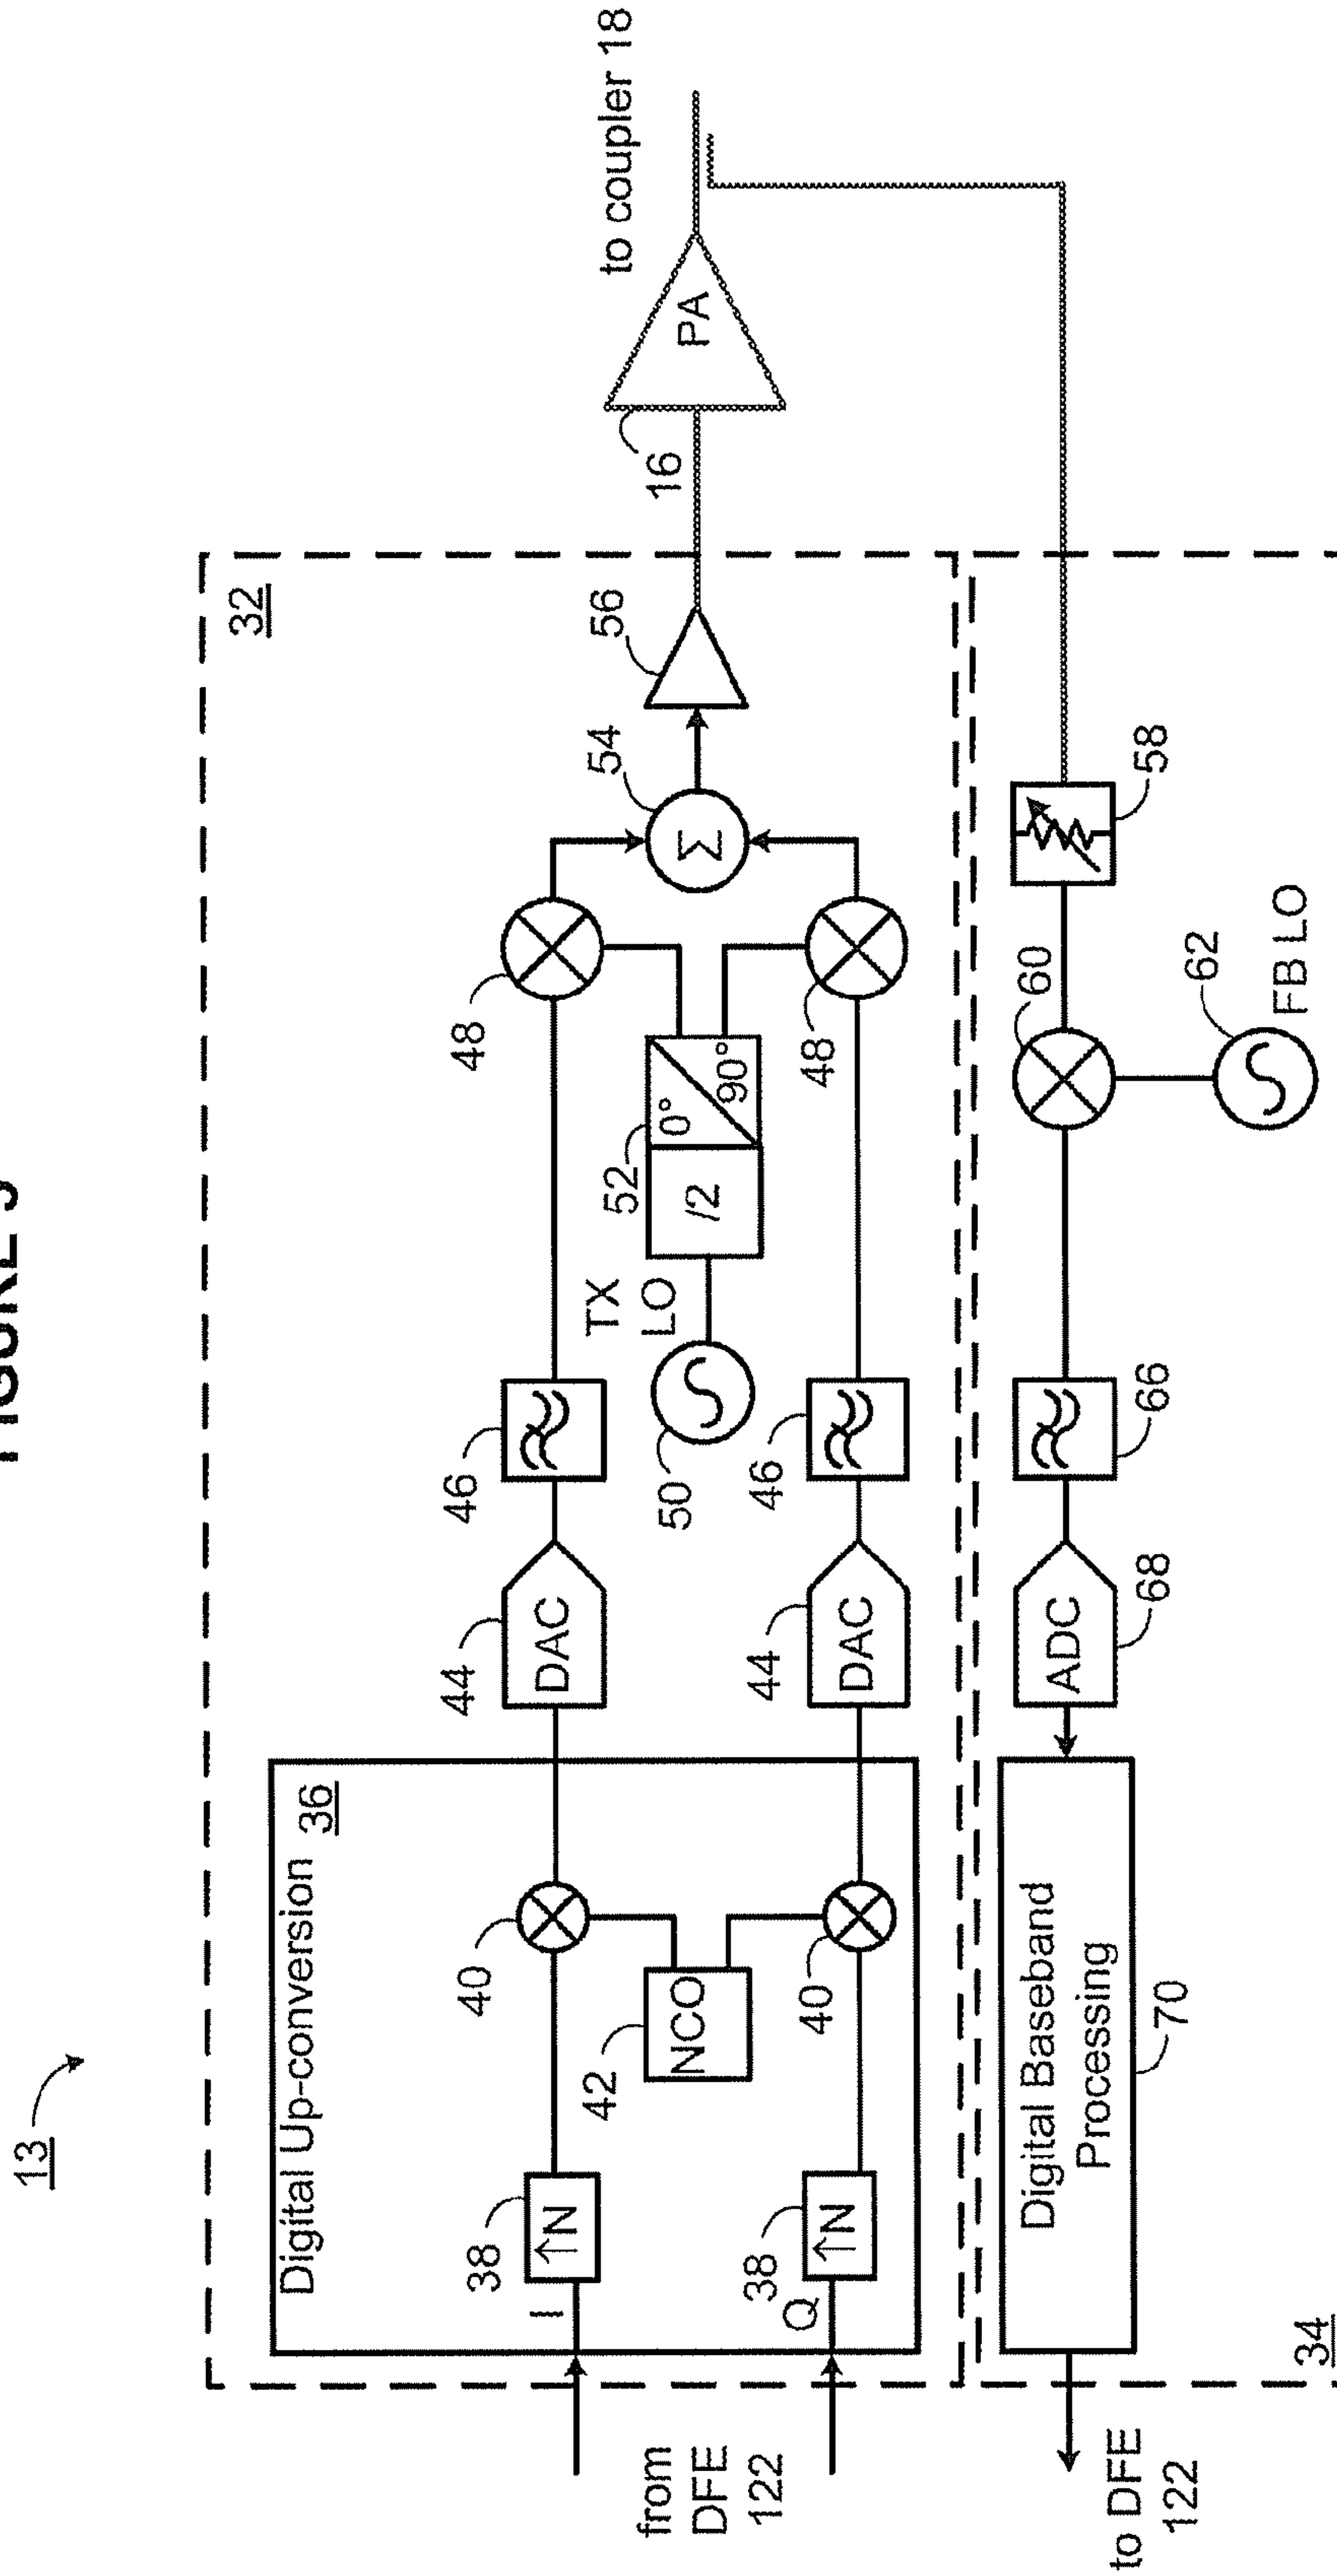 13
32
Digital Up-conversion 36
from
DFE
122
I
38
↑N
40
44
DAC
46
48
42
NCO
TX
LO
50
52
/2
0°
90°
54
Σ
56
16
PA
to coupler 18
Q
38
↑N
40
44
DAC
46
48
to DFE
122
34
Digital Baseband
Processing
70
ADC
68
66
60
62
FB LO
58